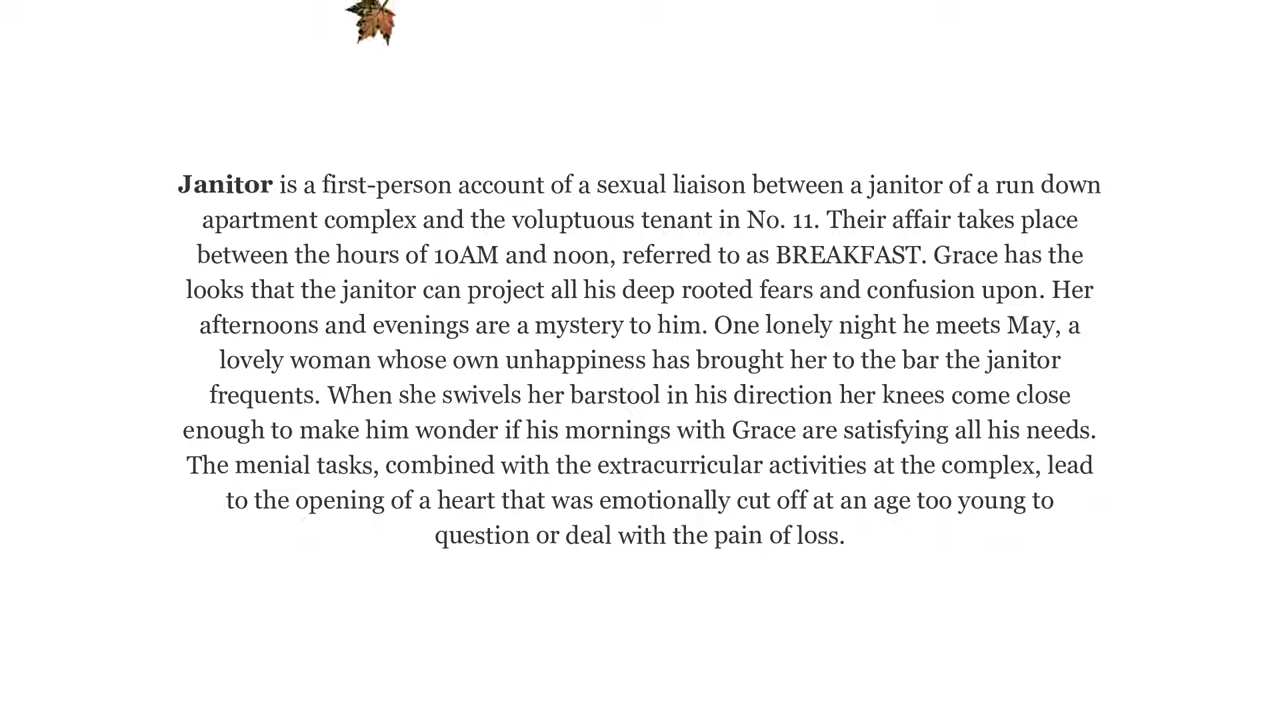 Janitor is a first-person account of a sexual liaison between a janitor of a run down
apartment complex and the voluptuous tenant in No. 11. Their affair takes place
between the hours of 10AM and noon, referred to as BREAKFAST. Grace has the
looks that the janitor can project all his deep rooted fears and confusion upon. Her
afternoons and evenings are a mystery to him. One lonely night he meets May, a
lovely woman whose own unhappiness has brought her to the bar the janitor
frequents. When she swivels her barstool in his direction her knees come close
enough to make him wonder if his mornings with Grace are satisfying all his needs.
The menial tasks, combined with the extracurricular activities at the complex, lead
to the opening of a heart that was emotionally cut off at an age too young to
question or deal with the pain of loss.